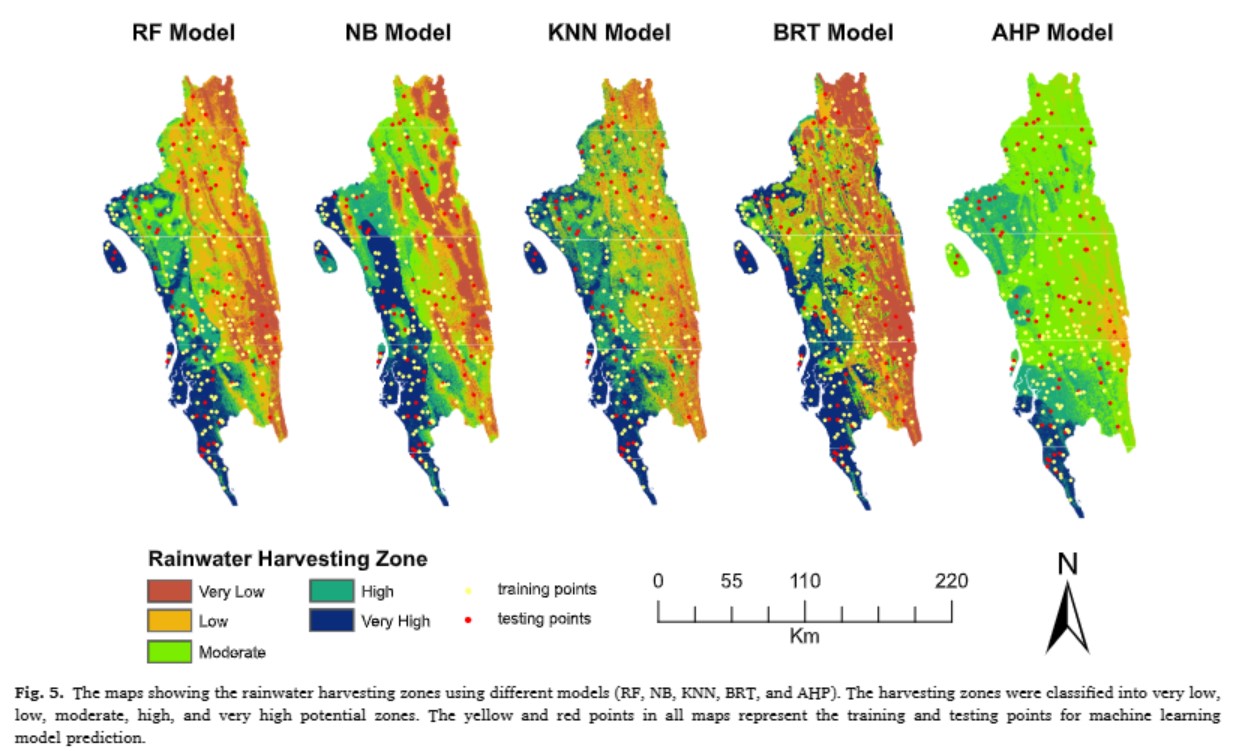 RF Model NB Model KNN Model BRT Model AHP Model
Rainwater Harvesting Zone
Very Low High training points
Low Very High testing points
Moderate
0 55 110 220
Km
N
Fig. 5. The maps showing the rainwater harvesting zones using different models (RF, NB, KNN, BRT, and AHP). The harvesting zones were classified into very low,
low, moderate, high, and very high potential zones. The yellow and red points in all maps represent the training and testing points for machine learning
model prediction.